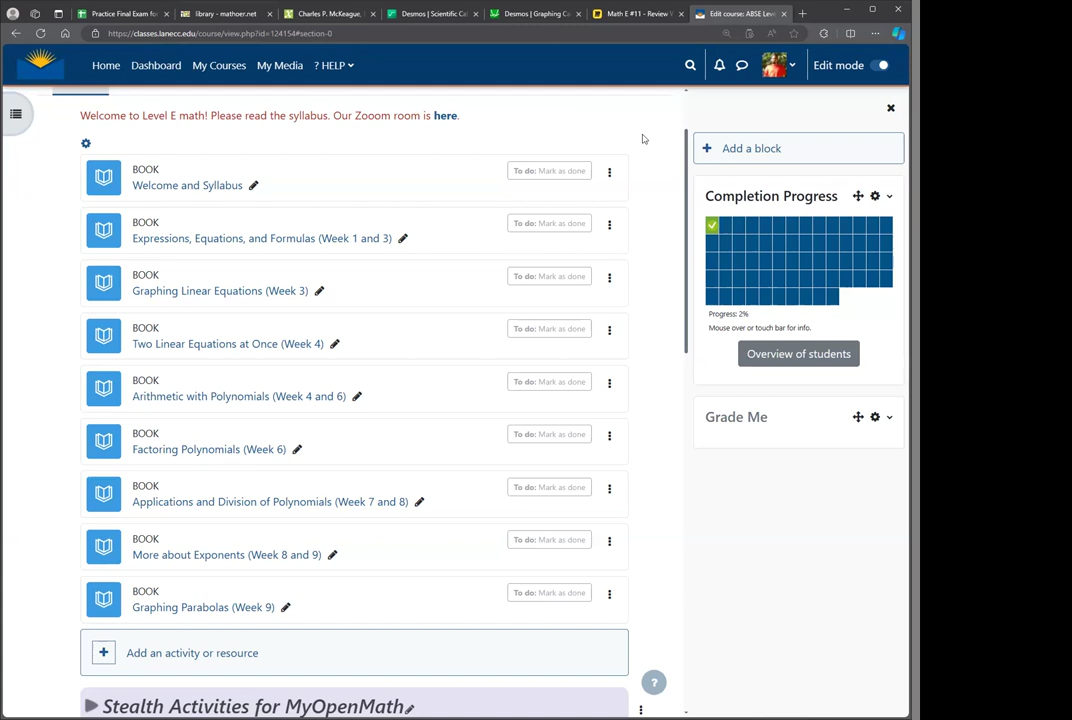 Practice Final Exam for
library - mathoer.net
Charles P. McKeague,
Desmos | Scientific Cal
Desmos | Graphing Ca
Math E #11 - Review V
Edit course: ABSE Leve
https://classes.lanecc.edu/course/view.php?id=124154#section-0
Home
Dashboard
My Courses
My Media
? HELP
Edit mode
Welcome to Level E math! Please read the syllabus. Our Zooom room is here.
BOOK
Welcome and Syllabus
To do: Mark as done
BOOK
Expressions, Equations, and Formulas (Week 1 and 3)
To do: Mark as done
BOOK
Graphing Linear Equations (Week 3)
To do: Mark as done
BOOK
Two Linear Equations at Once (Week 4)
To do: Mark as done
BOOK
Arithmetic with Polynomials (Week 4 and 6)
To do: Mark as done
BOOK
Factoring Polynomials (Week 6)
To do: Mark as done
BOOK
Applications and Division of Polynomials (Week 7 and 8)
To do: Mark as done
BOOK
More about Exponents (Week 8 and 9)
To do: Mark as done
BOOK
Graphing Parabolas (Week 9)
To do: Mark as done
Add an activity or resource
Stealth Activities for MyOpenMath
?
Add a block
Completion Progress
Progress: 2%
Mouse over or touch bar for info.
Overview of students
Grade Me